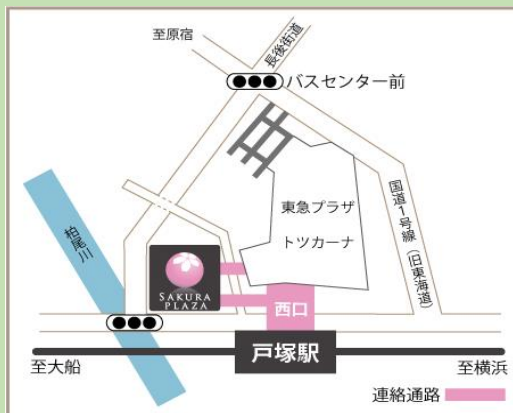 至原宿
長後街道
バスセンター前
柏尾川
東急プラザ
トツカーナ
国道1号線(旧東海道)
SAKURA
PLAZA
西口
戸塚駅
至大船
至横浜
連絡通路